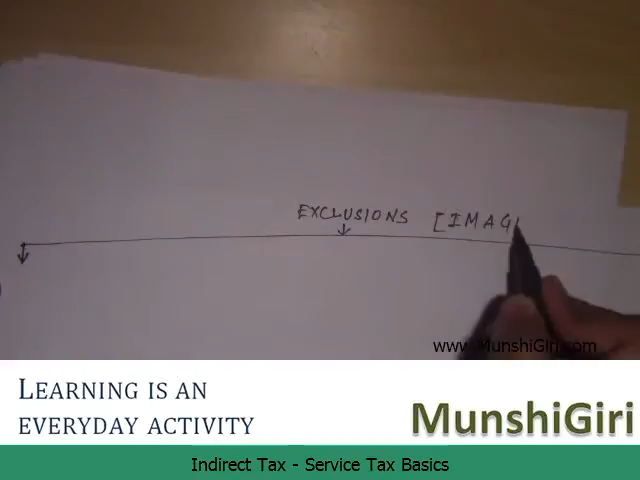 EXCLUSIONS [IMAG
www.MunshiGiri.com
LEARNING IS AN
EVERYDAY ACTIVITY
MunshiGiri
Indirect Tax - Service Tax Basics